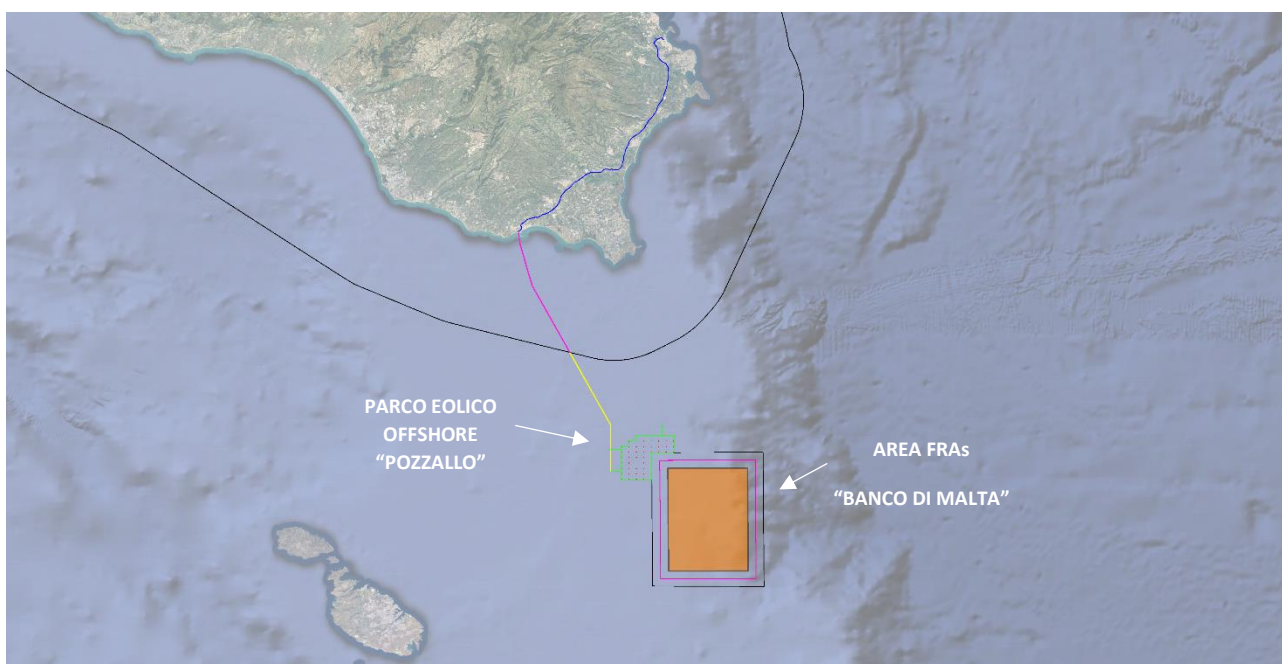 PARCO EOLICO
OFFSHORE
“POZZALLO”
AREA FRAs
“BANCO DI MALTA”